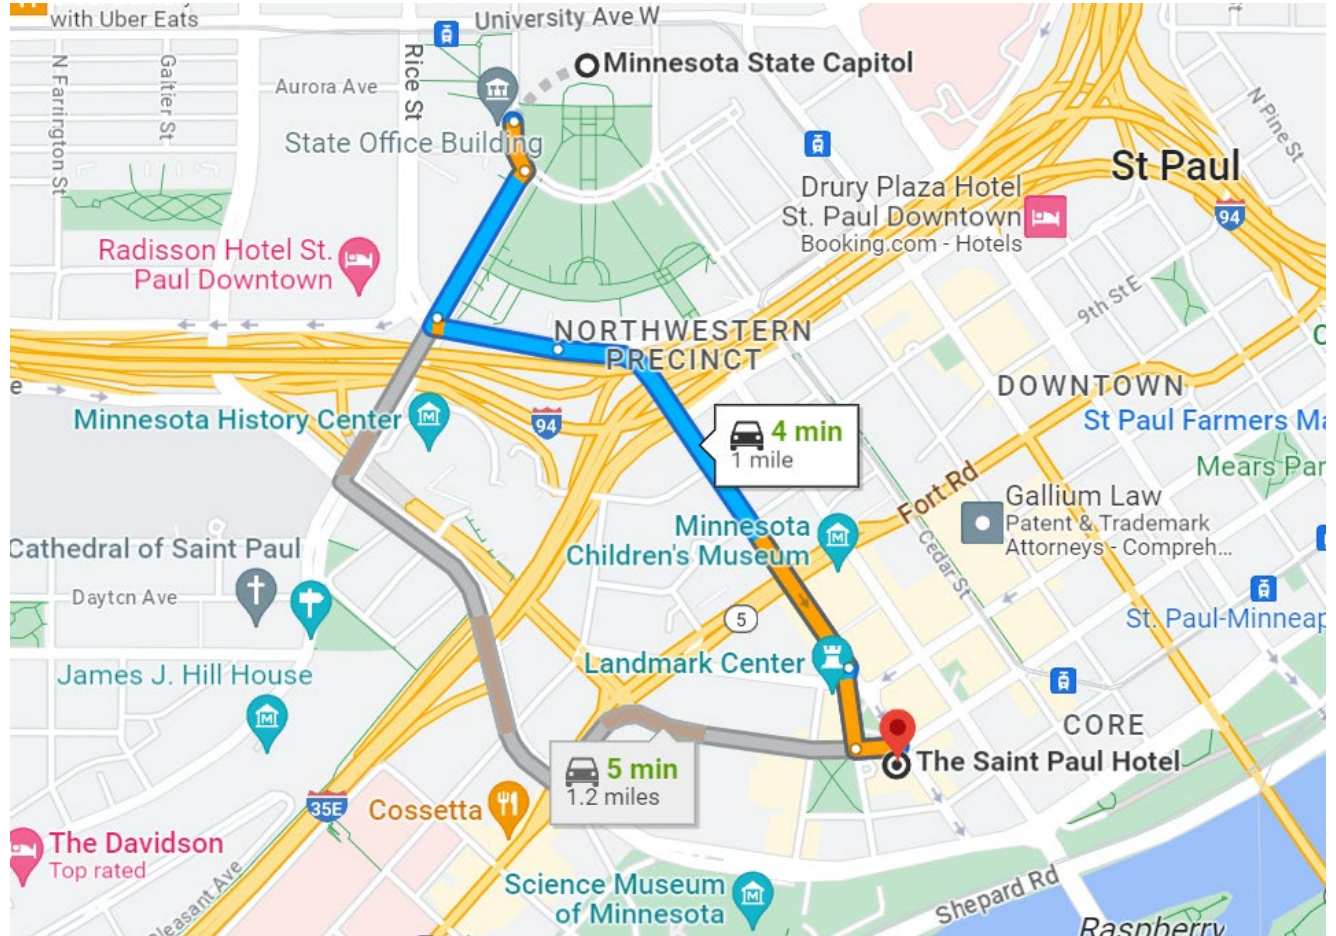 with Uber Eats
University Ave W
Minnesota State Capitol
N Farrington St
Galtier St
Rice St
Aurora Ave
State Office Building
N Pine St
St Paul
Drury Plaza Hotel
St. Paul Downtown
Booking.com - Hotels
94
Radisson Hotel St.
Paul Downtown
9th St E
NORTHWESTERN
PRECINCT
DOWNTOWN
Minnesota History Center
94
4 min
1 mile
St Paul Farmers Ma
Mears Par
Fort Rd
Gallium Law
Patent & Trademark
Attorneys - Compreh...
Minnesota
Children's Museum
Cathedral of Saint Paul
Cedar St
Dayton Ave
5
St. Paul-Minneap
Landmark Center
James J. Hill House
CORE
The Saint Paul Hotel
5 min
1.2 miles
35E
Cossetta
The Davidson
Top rated
Pleasant Ave
Science Museum
of Minnesota
Shepard Rd
Raspberry